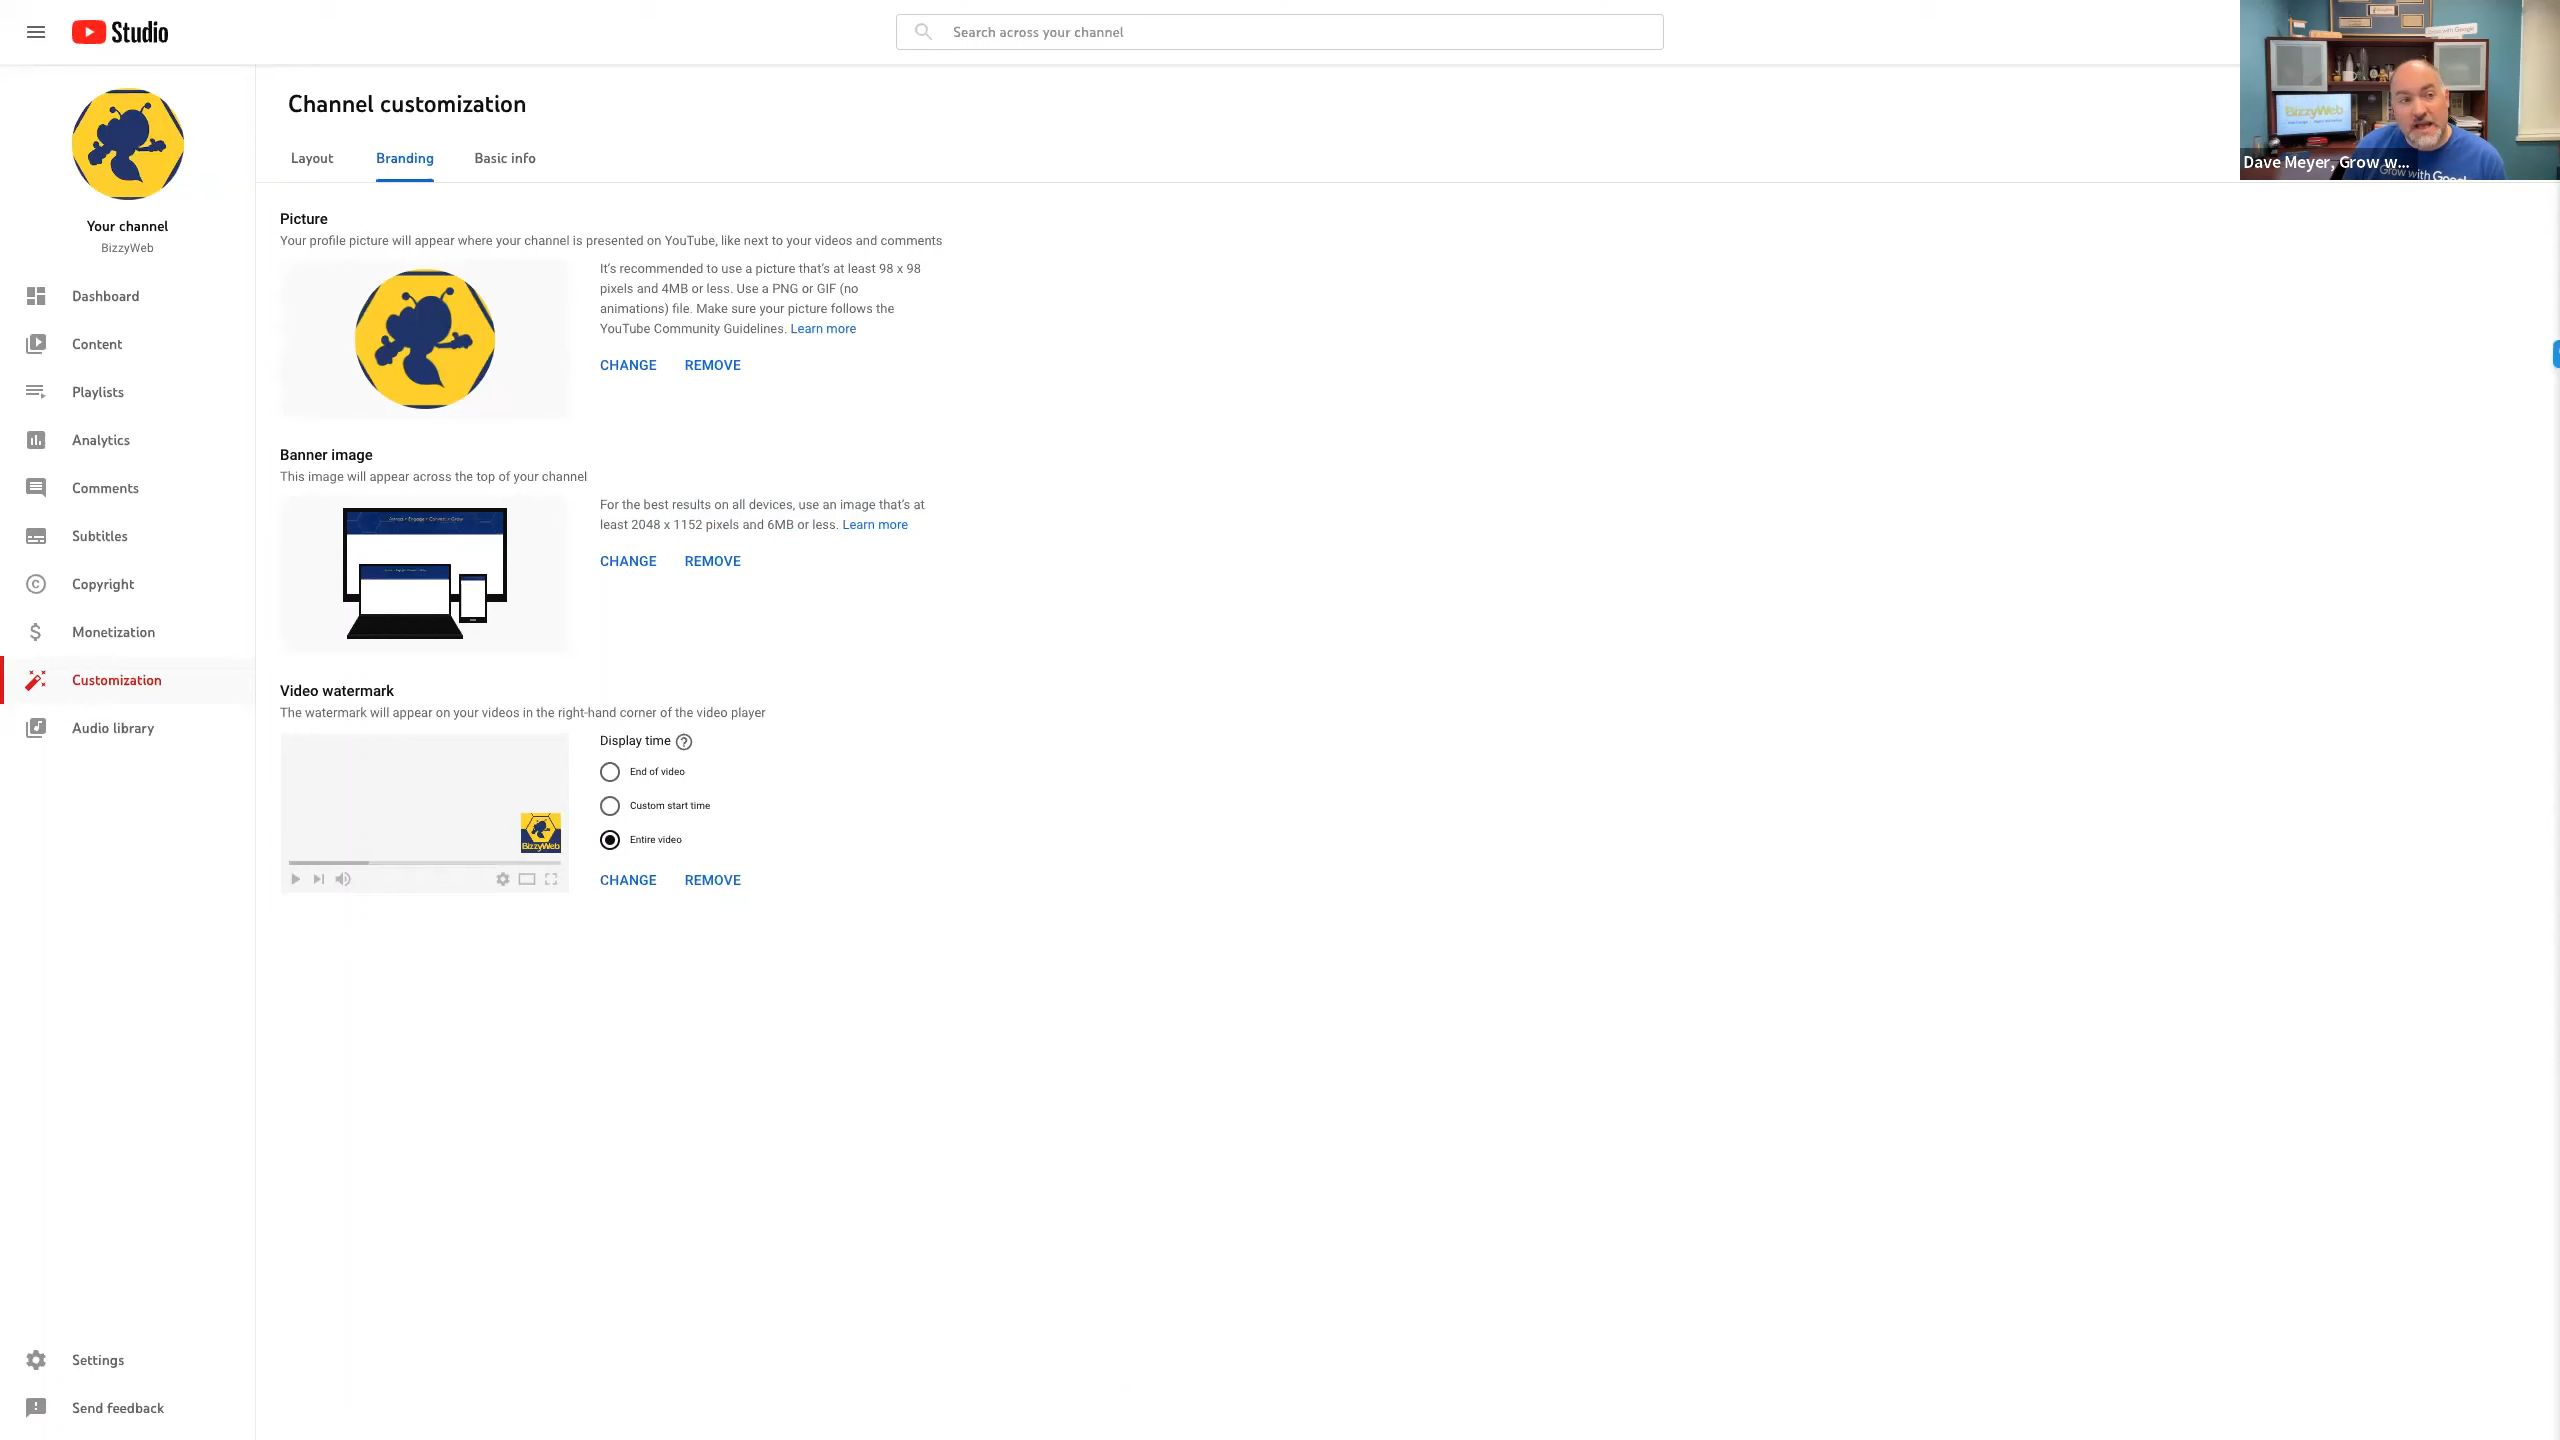 Studio
Search across your channel
BizzyWeb
Grow with Google
Dave Meyer, Grow w...
Grow with Goog
Your channel
BizzyWeb
Dashboard
Content
Playlists
Analytics
Comments
Subtitles
Copyright
Monetization
Customization
Audio library
Settings
Send feedback
Channel customization
Layout
Branding
Basic info
Picture
Your profile picture will appear where your channel is presented on YouTube, like next to your videos and comments
It's recommended to use a picture that's at least 98 x 98
pixels and 4MB or less. Use a PNG or GIF (no
animations) file. Make sure your picture follows the
YouTube Community Guidelines. Learn more
CHANGE REMOVE
Banner image
This image will appear across the top of your channel
For the best results on all devices, use an image that's at
least 2048 x 1152 pixels and 6MB or less. Learn more
CHANGE REMOVE
Video watermark
The watermark will appear on your videos in the right-hand corner of the video player
Display time
End of video
Custom start time
Entire video
BizzyWeb
CHANGE REMOVE